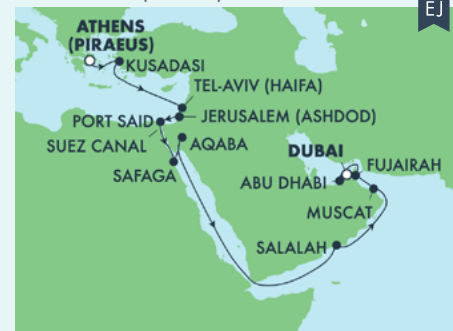 EJ
ATHENS
(PIRAEUS)
KUSADASI
TEL-AVIV (HAIFA)
JERUSALEM (ASHDOD)
PORT SAID
SUEZ CANAL
AQABA
SAFAGA
DUBAI
FUJAIRAH
ABU DHABI
MUSCAT
SALALAH